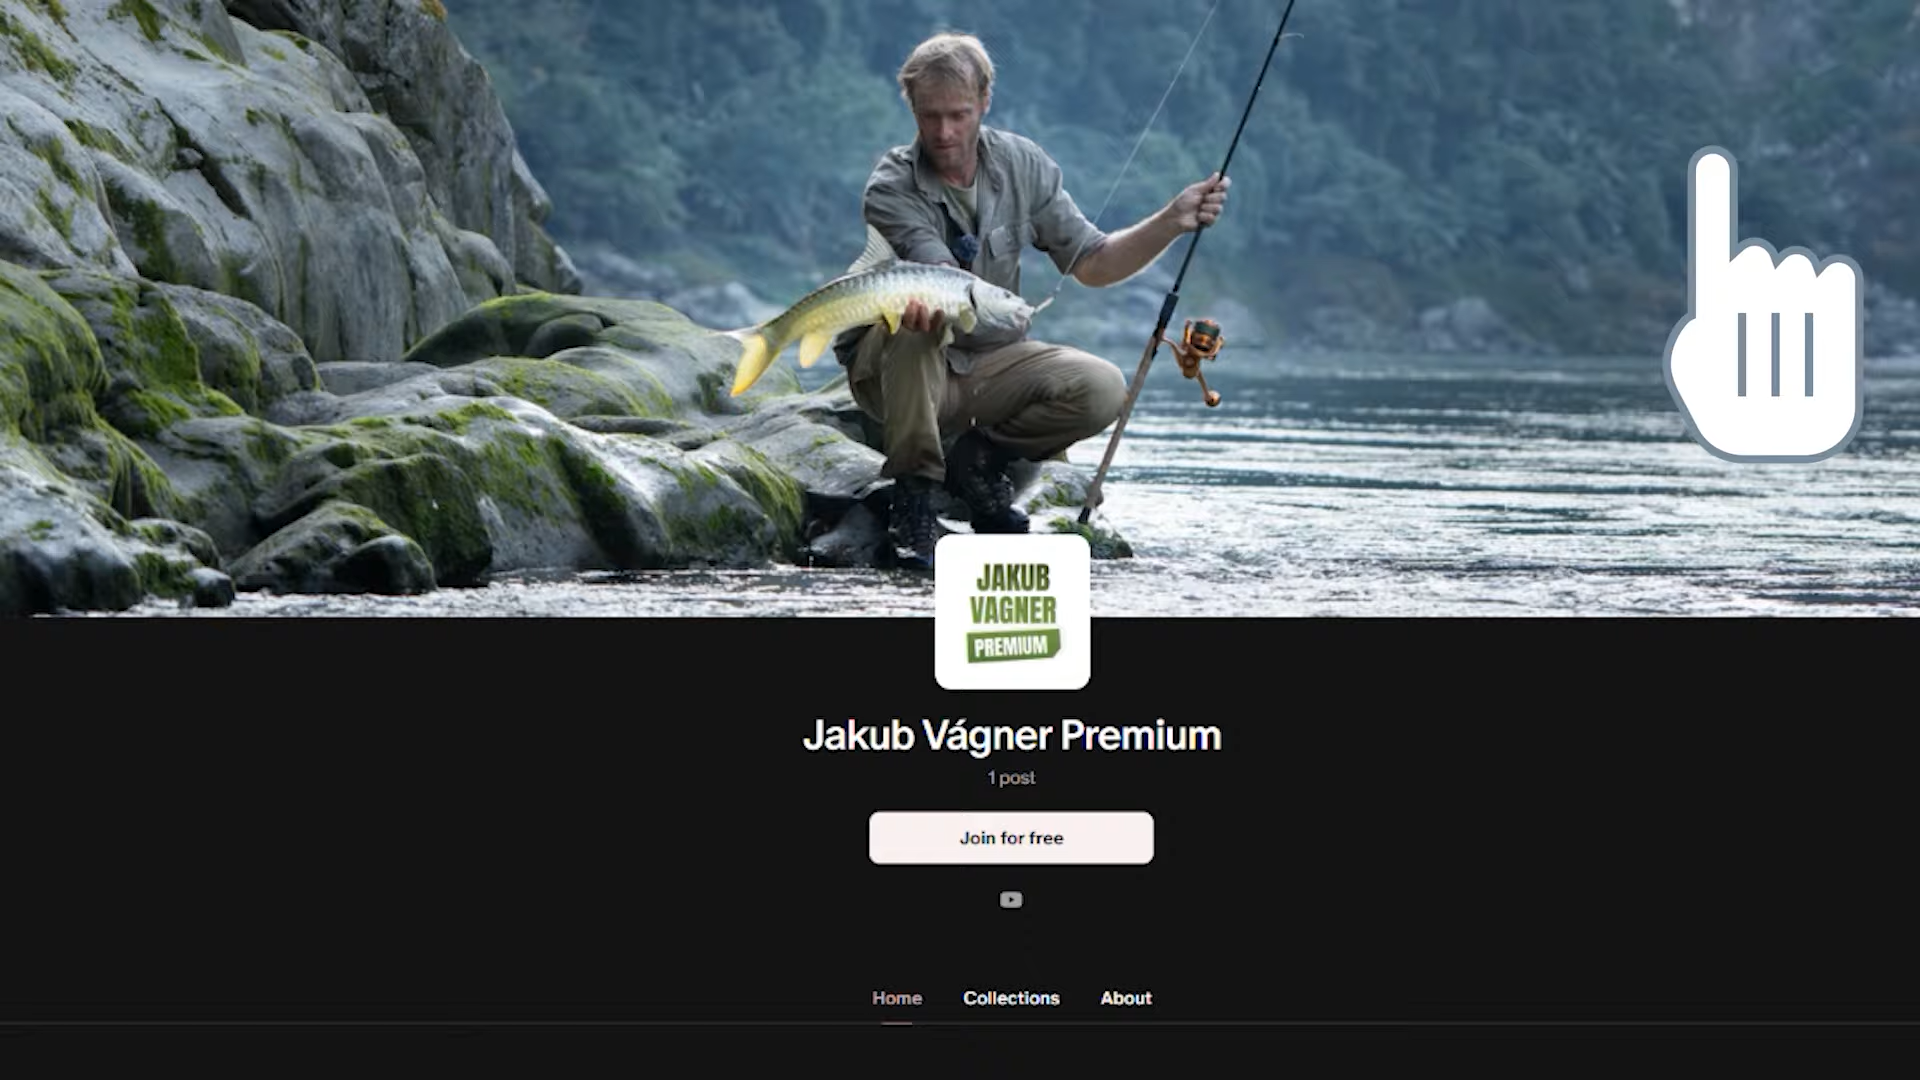 JAKUB
VAGNER
PREMIUM
Jakub Vágner Premium
1 post
Join for free
Home
Collections
About